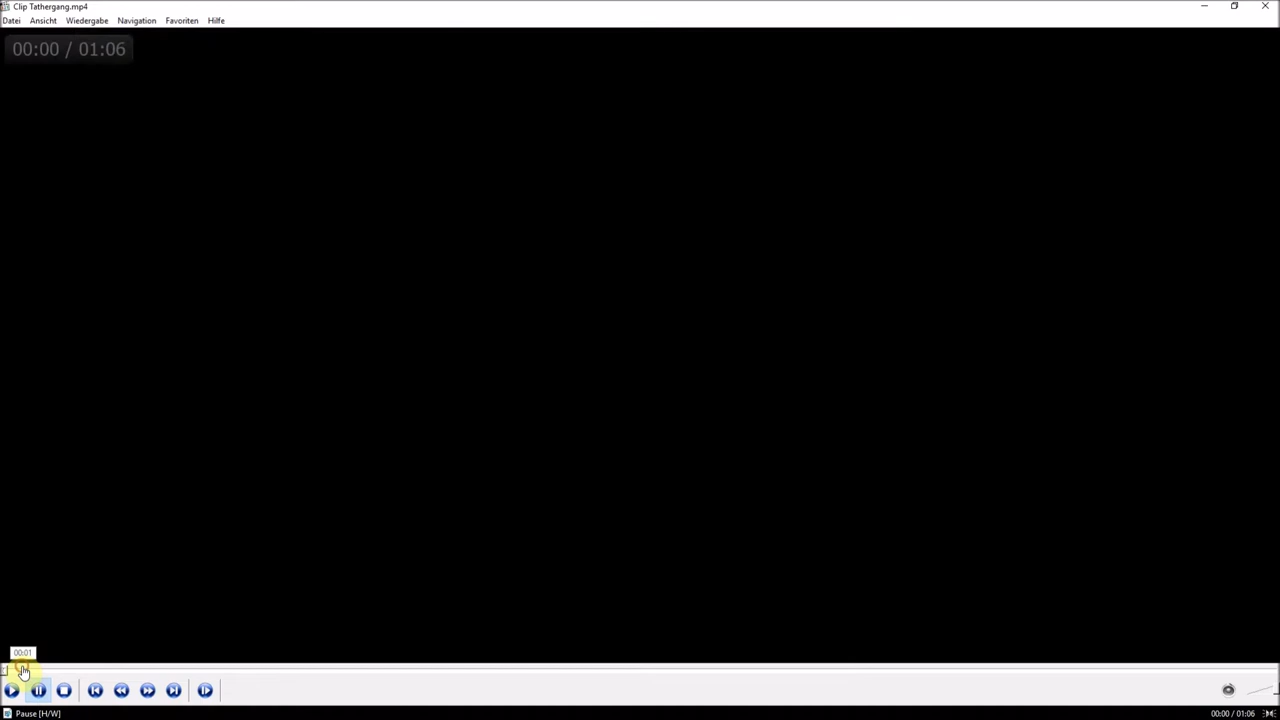 Clip Tathergang.mp4
Datei Ansicht Wiedergabe Navigation Favoriten Hilfe
00:00 / 01:06
00:01
Pause [H/W]
00:00 / 01:06